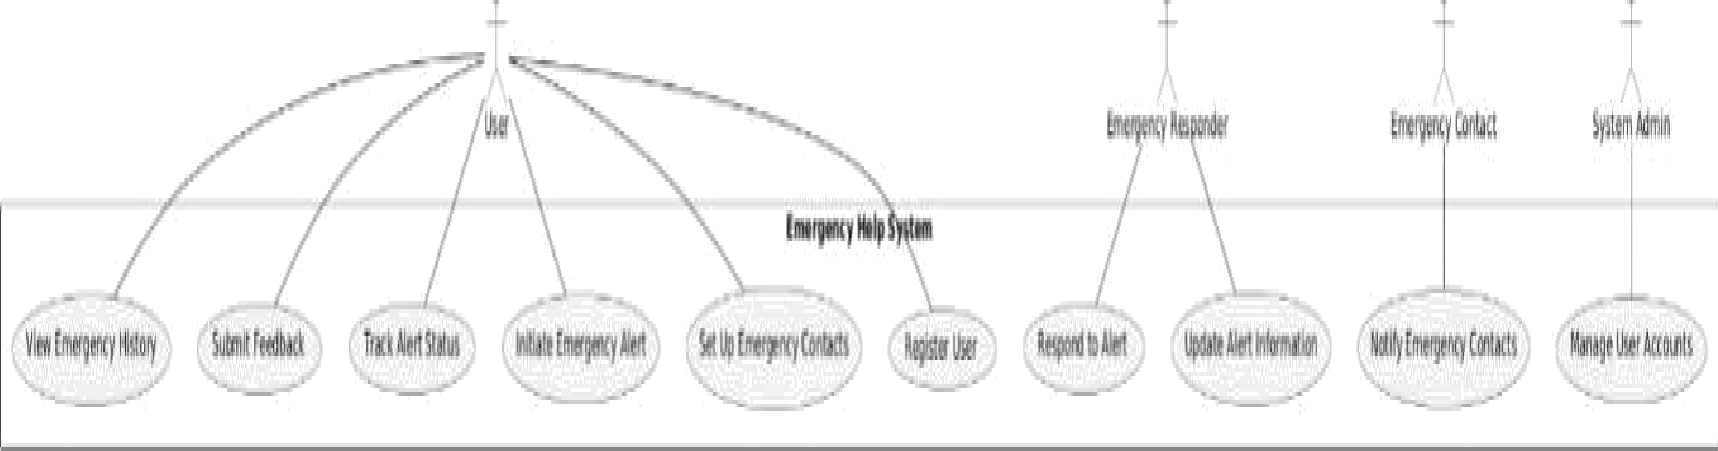 User
Emergency Responder
Emergency Contact
System Admin
Emergency Help System
View Emergency History
Submit Feedback
Track Alert Status
Initiate Emergency Alert
Set Up Emergency Contacts
Register User
Respond to Alert
Update Alert Information
Notify Emergency Contacts
Manage User Accounts